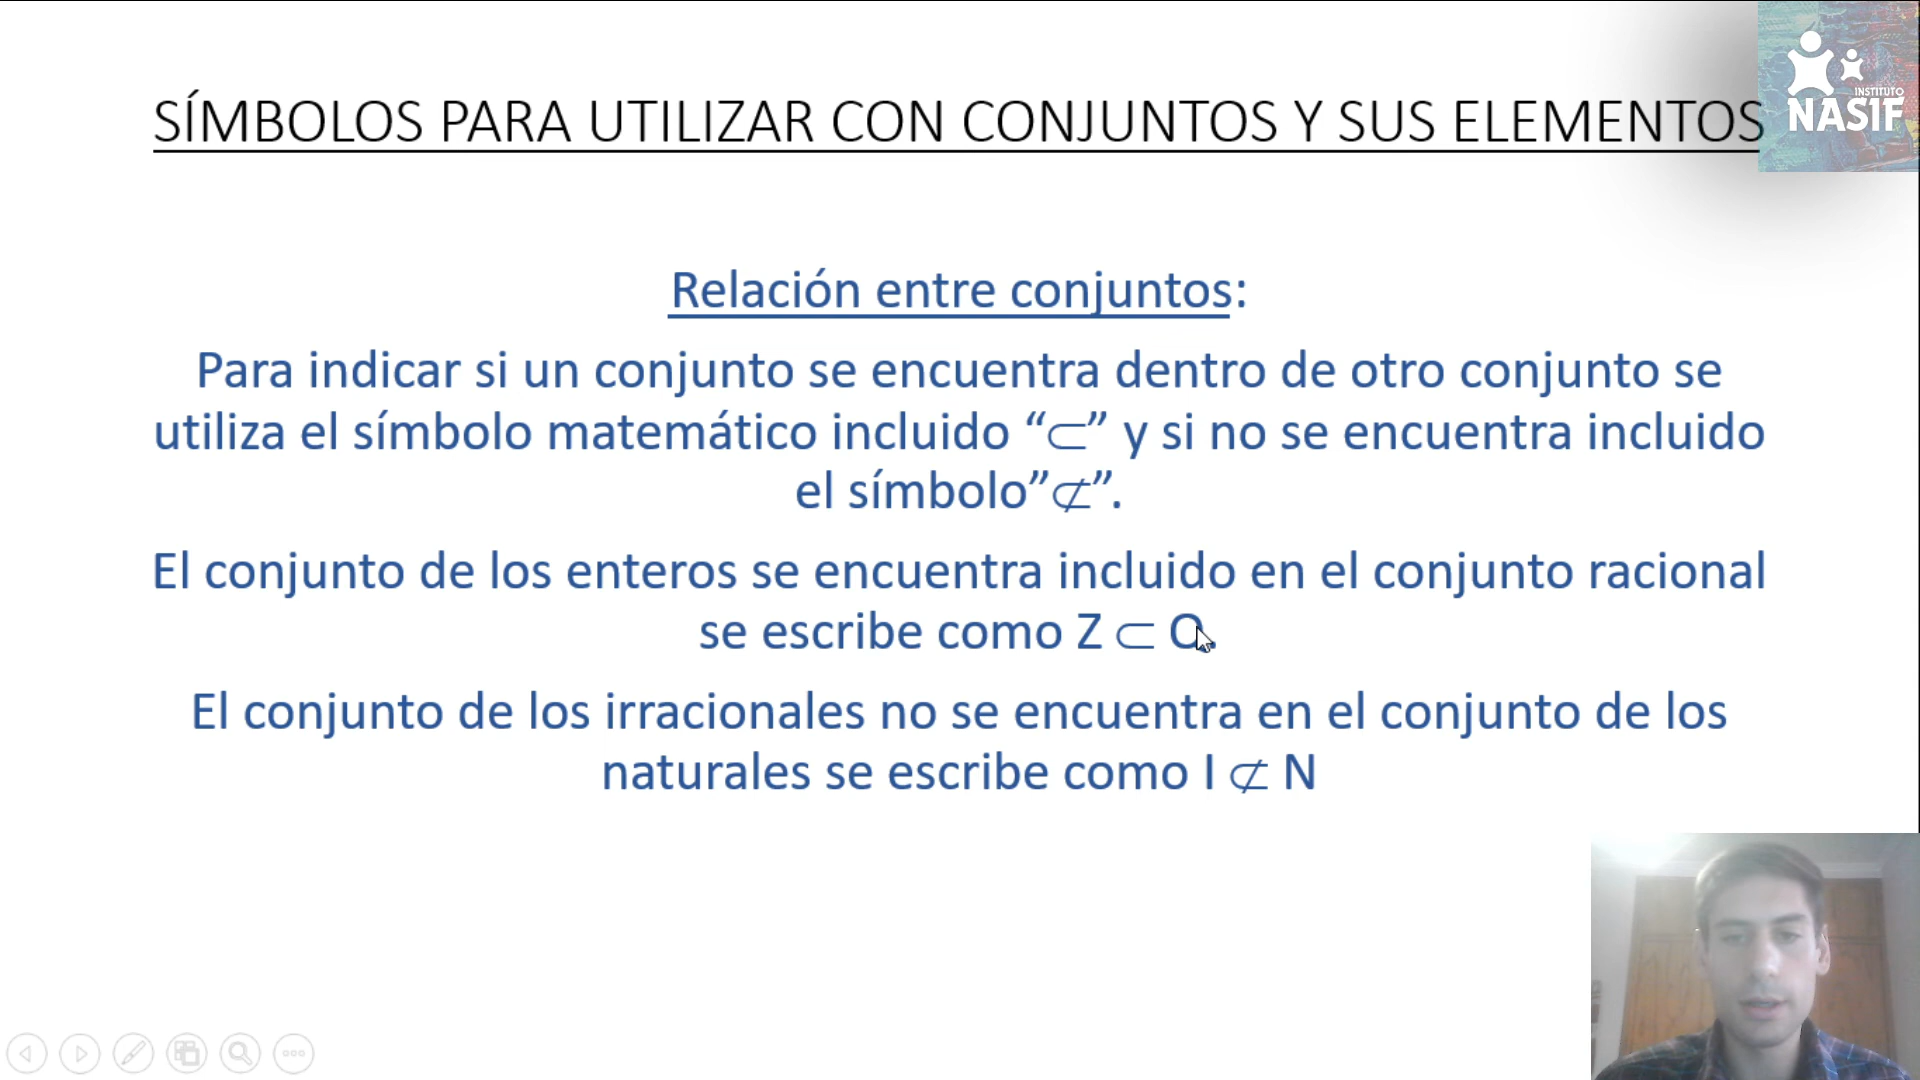 SÍMBOLOS PARA UTILIZAR CON CONJUNTOS Y SUS ELEMENTOS
INSTITUTO
NASIF
Relación entre conjuntos:
Para indicar si un conjunto se encuentra dentro de otro conjunto se
utiliza el símbolo matemático incluido “⊂” y si no se encuentra incluido
el símbolo”⊄”.
El conjunto de los enteros se encuentra incluido en el conjunto racional
se escribe como Z ⊂ Q.
El conjunto de los irracionales no se encuentra en el conjunto de los
naturales se escribe como I ⊄ N